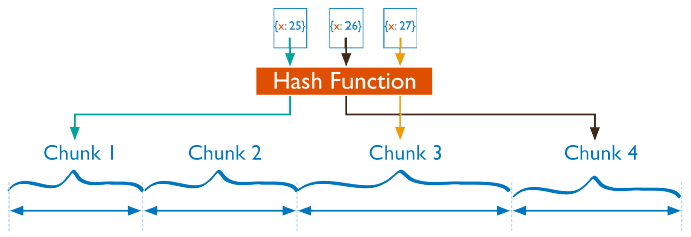 {x: 25} {x: 26} {x: 27}
Hash Function
Chunk 1 Chunk 2 Chunk 3 Chunk 4